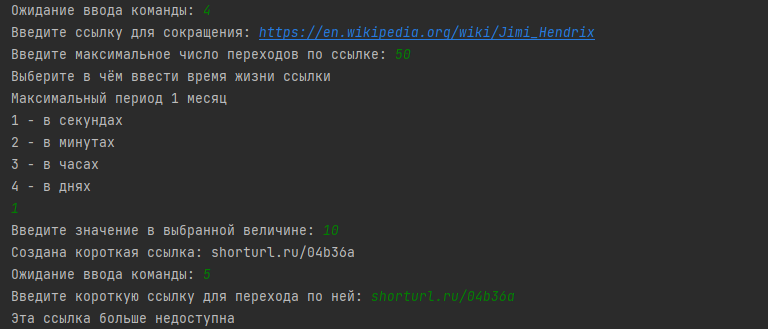 Ожидание ввода команды: 4
Введите ссылку для сокращения: https://en.wikipedia.org/wiki/Jimi_Hendrix
Введите максимальное число переходов по ссылке: 50
Выберите в чём ввести время жизни ссылки
Максимальный период 1 месяц
1 - в секундах
2 - в минутах
3 - в часах
4 - в днях
1
Введите значение в выбранной величине: 10
Создана короткая ссылка: shorturl.ru/04b36a
Ожидание ввода команды: 5
Введите короткую ссылку для перехода по ней: shorturl.ru/04b36a
Эта ссылка больше недоступна